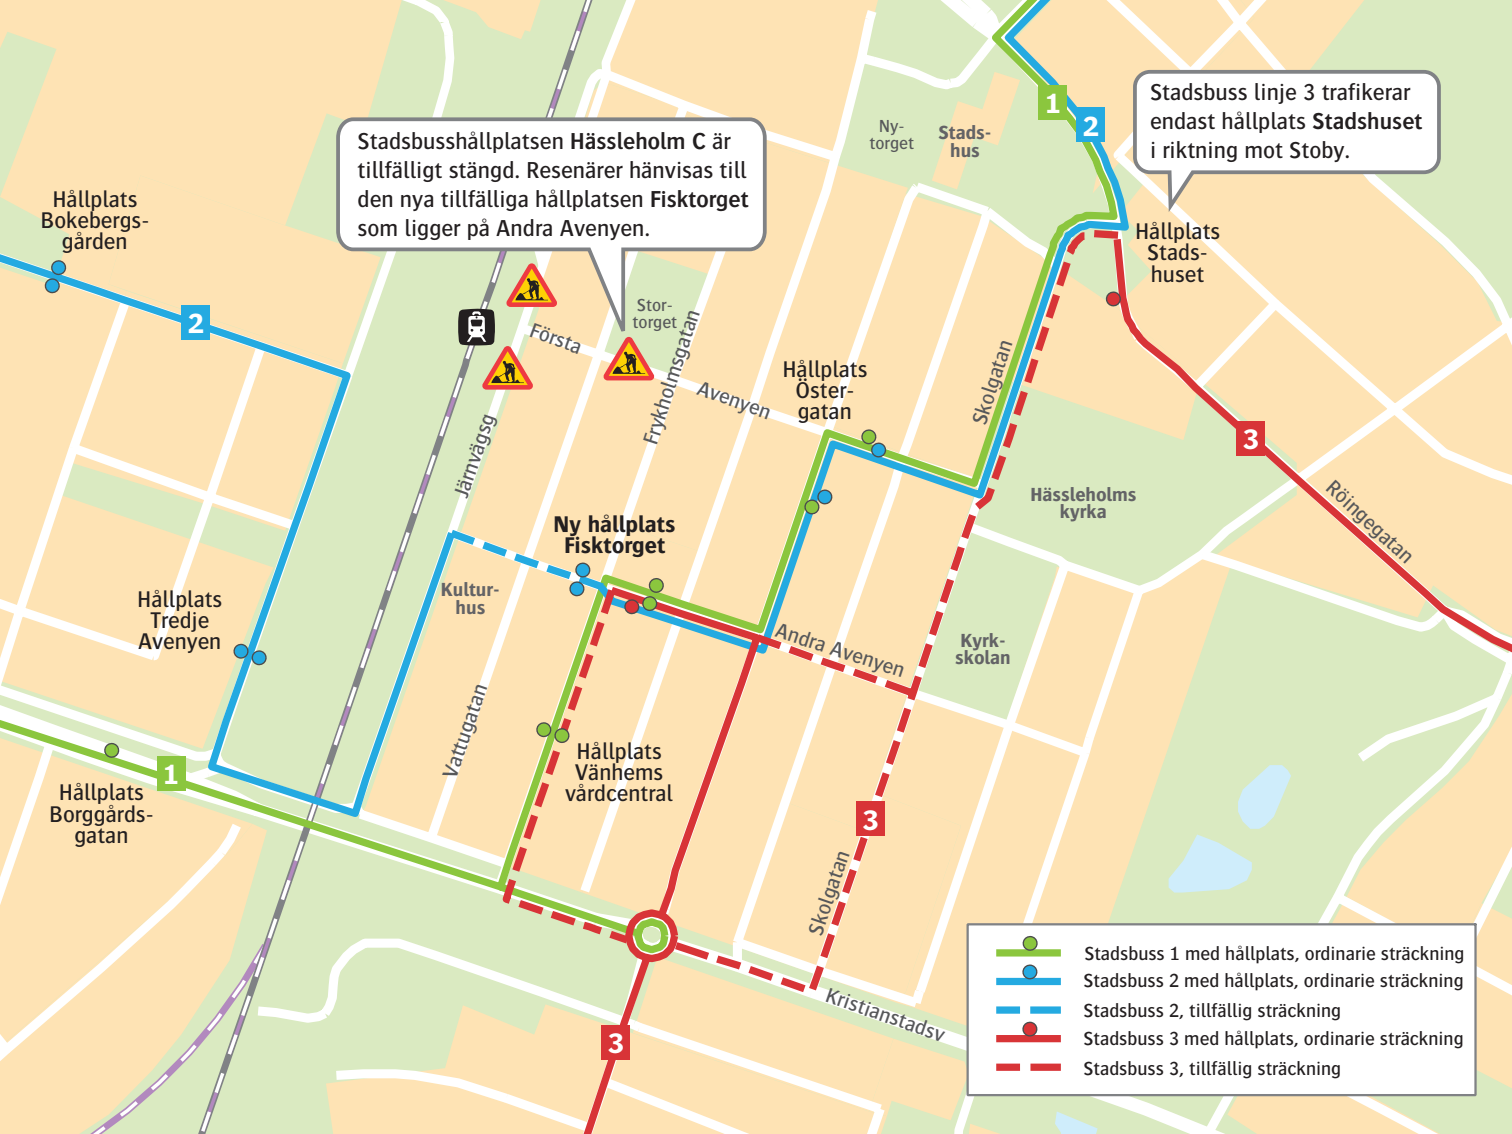 1
2
Stadsbuss linje 3 trafikerar
endast hållplats Stadshuset
i riktning mot Stoby.
Ny-
torget
Stads-
hus
Stadsbusshållplatsen Hässleholm C är
tillfälligt stängd. Resenärer hänvisas till
den nya tillfälliga hållplatsen Fisktorget
som ligger på Andra Avenyen.
Hållplats
Bokebergs-
gården
2
Hållplats
Stads-
huset
Stor-
torget
Första
Avenyen
Frykholmsgatan
Järnvägsg
Hållplats
Öster-
gatan
Skolgatan
3
Röingegatan
Hässleholms
kyrka
Ny hållplats
Fisktorget
Kultur-
hus
Hållplats
Tredje
Avenyen
Andra Avenyen
Kyrk-
skolan
Vattugatan
Hållplats
Vänhems
vårdcentral
1
Hållplats
Borggårds-
gatan
3
Skolgatan
Kristianstadsv
3
Stadsbuss 1 med hållplats, ordinarie sträckning
Stadsbuss 2 med hållplats, ordinarie sträckning
Stadsbuss 2, tillfällig sträckning
Stadsbuss 3 med hållplats, ordinarie sträckning
Stadsbuss 3, tillfällig sträckning